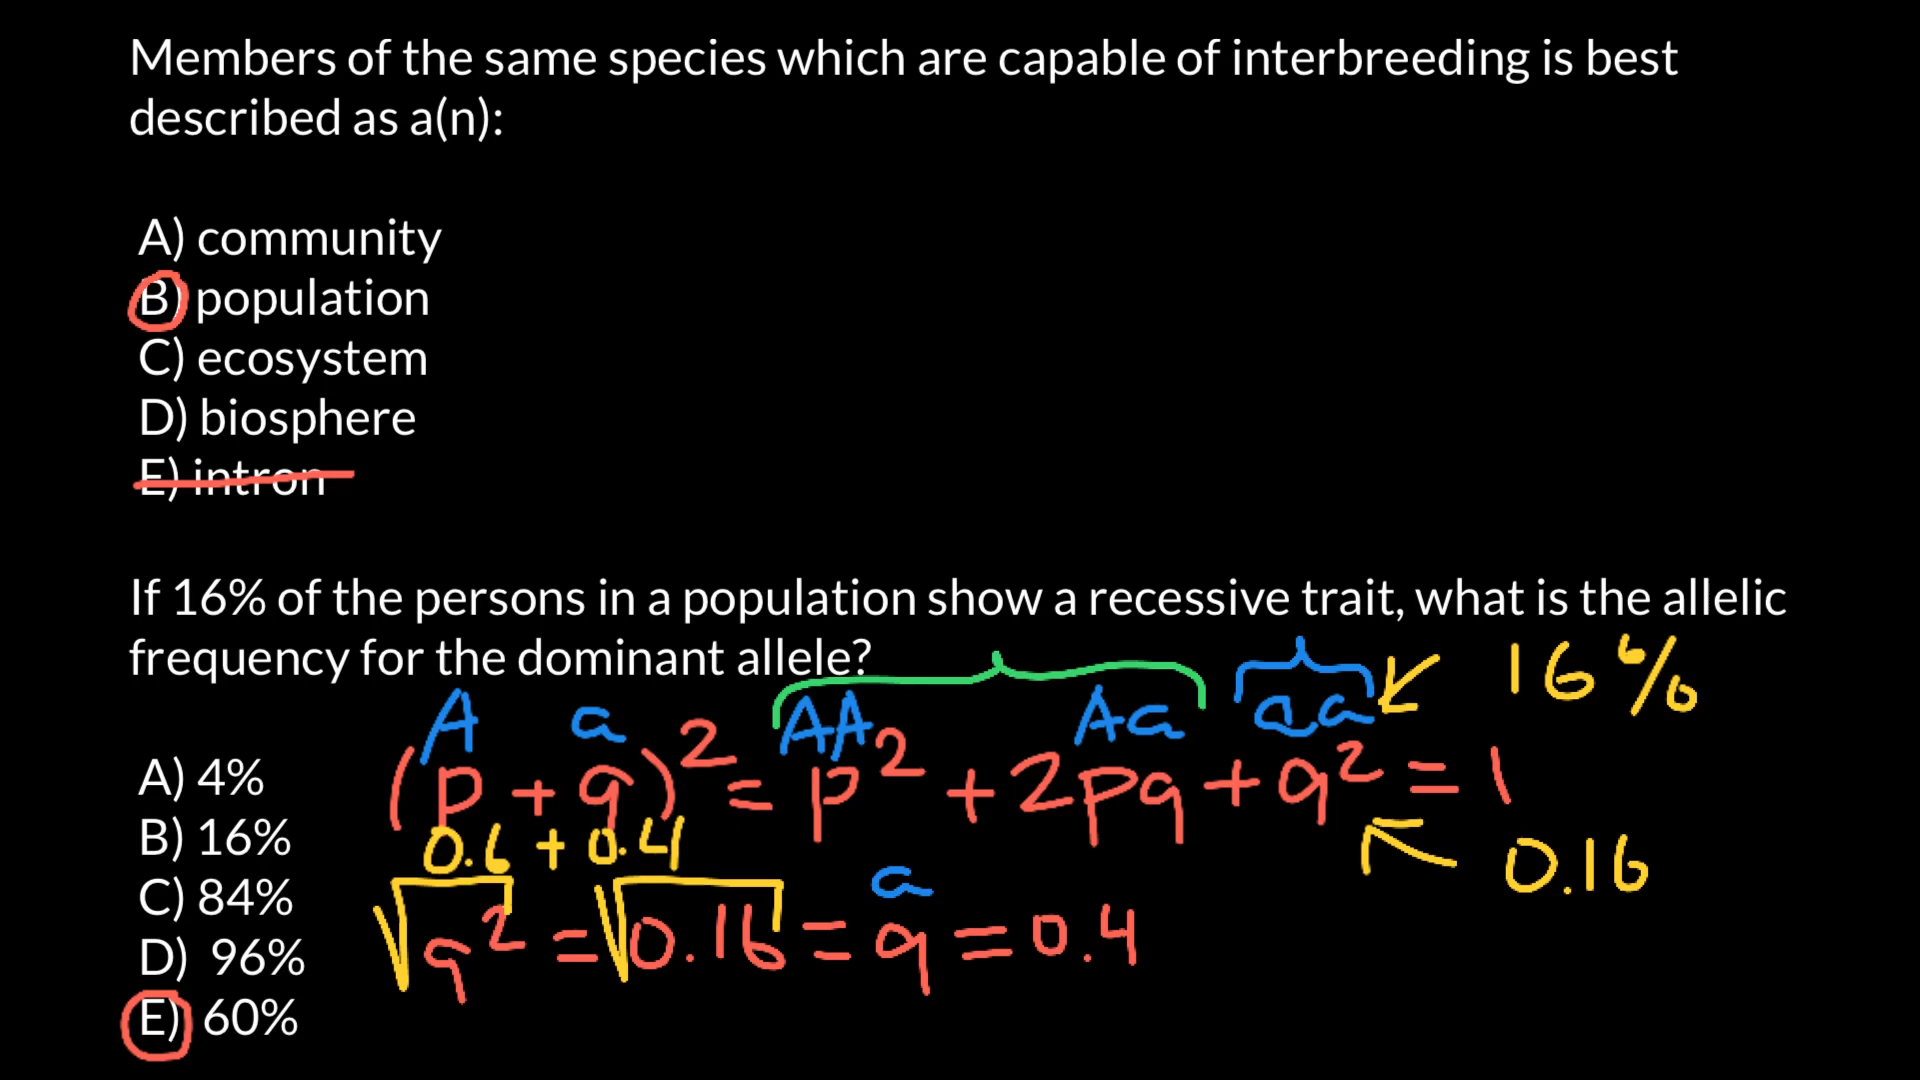 Members of the same species which are capable of interbreeding is best
described as a(n):
A) community
B) population
C) ecosystem
D) biosphere
E) intron
If 16% of the persons in a population show a recessive trait, what is the allelic
frequency for the dominant allele?
16%
A a AA Aa aa
(p + q)² = p² + 2pq + q² = 1
0.6 + 0.4
0.16
a
√q² = √0.16 = q = 0.4
A) 4%
B) 16%
C) 84%
D) 96%
E) 60%